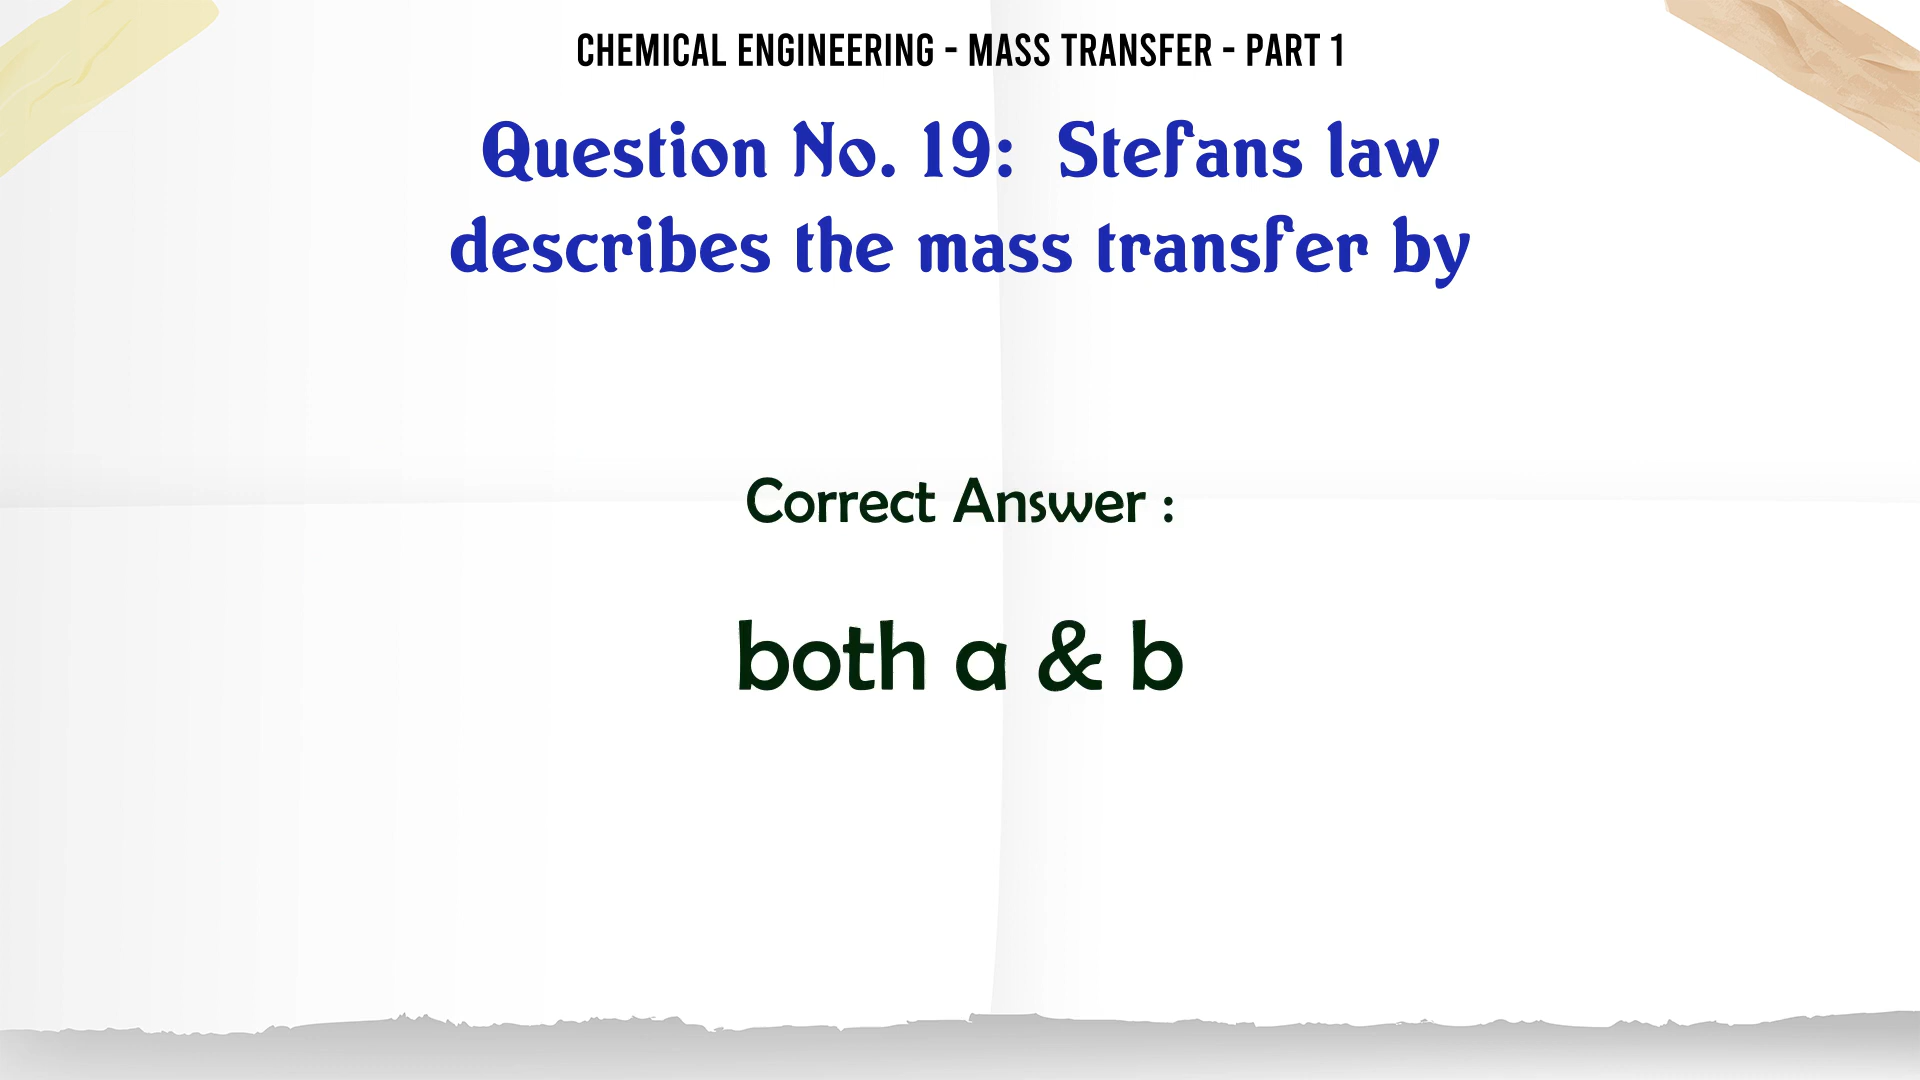 CHEMICAL ENGINEERING - MASS TRANSFER - PART 1
Question No. 19: Stefans law
describes the mass transfer by
Correct Answer :
both a & b